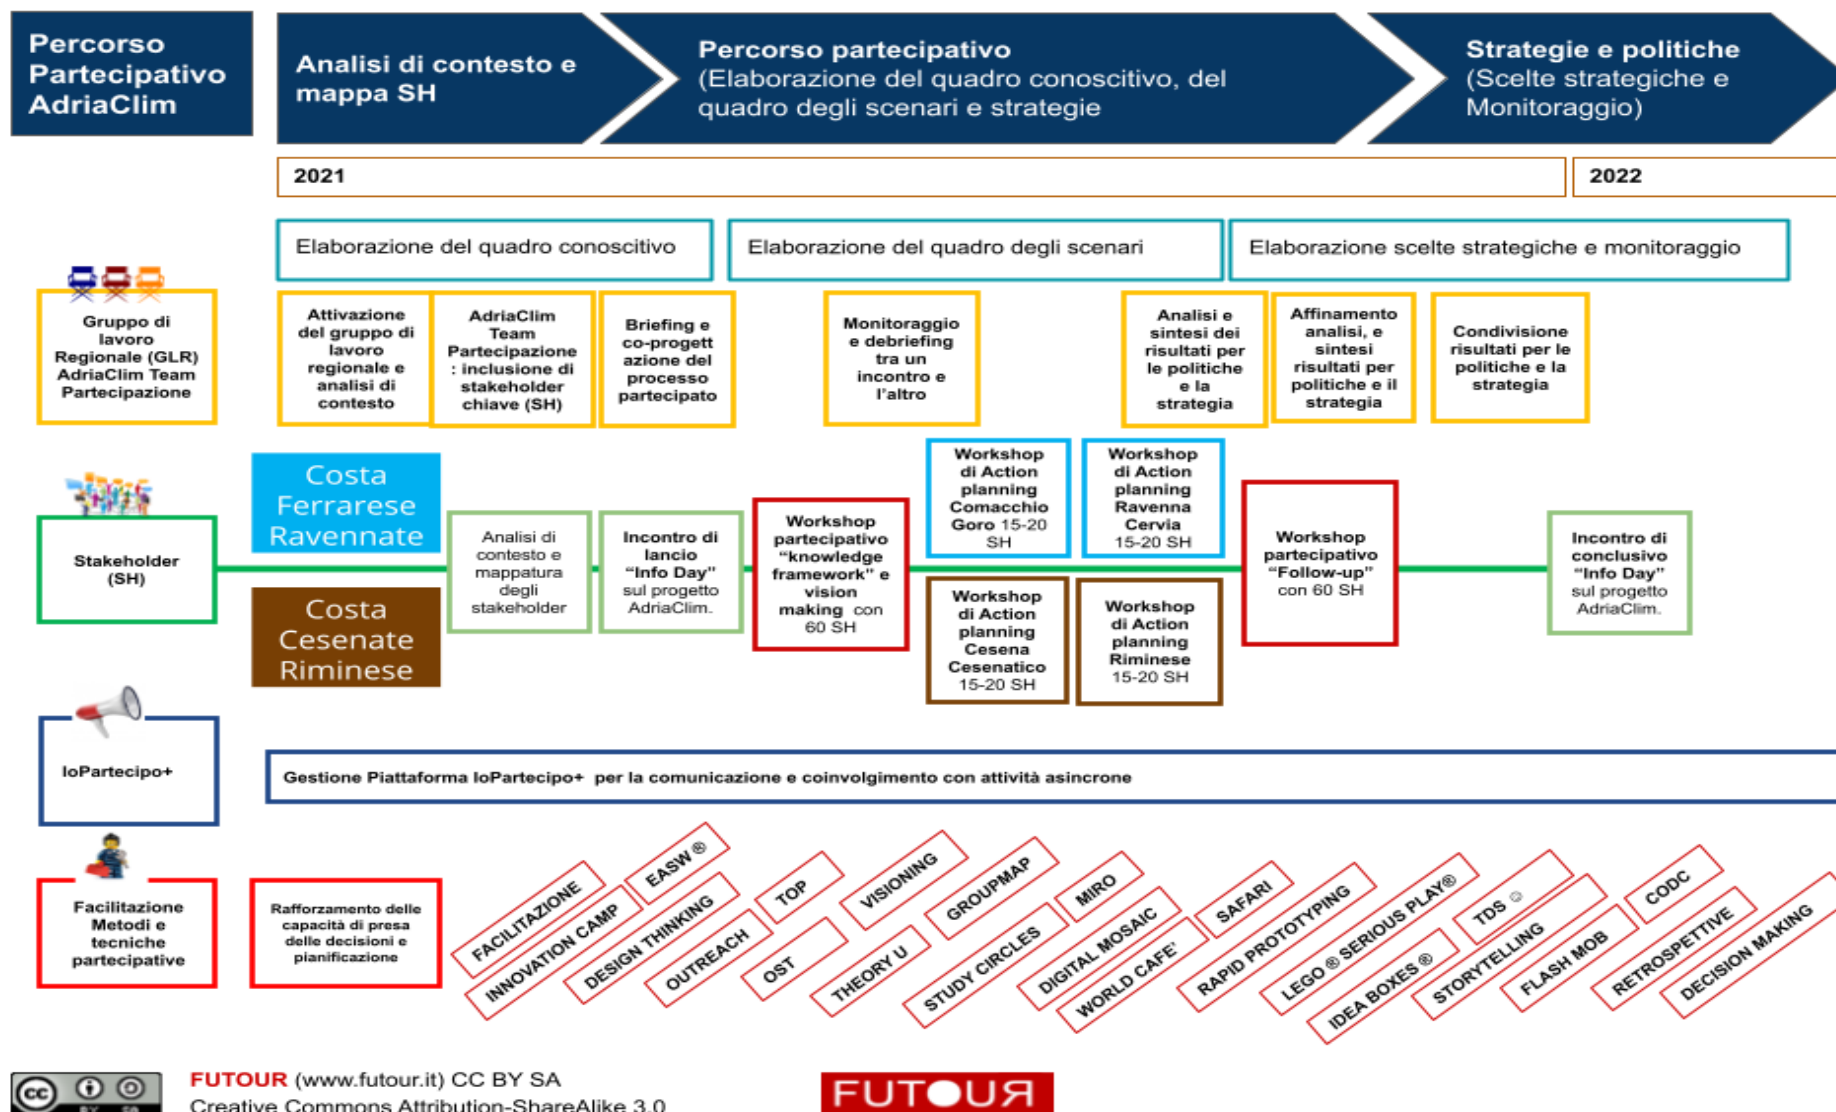 Percorso
Partecipativo
AdriaClim
Analisi di contesto e
mappa SH
Percorso partecipativo
(Elaborazione del quadro conoscitivo, del
quadro degli scenari e strategie
Strategie e politiche
(Scelte strategiche e
Monitoraggio)
2021
2022
Elaborazione del quadro conoscitivo
Elaborazione del quadro degli scenari
Elaborazione scelte strategiche e monitoraggio
Gruppo di
lavoro
Regionale (GLR)
AdriaClim Team
Partecipazione
Attivazione
del gruppo di
lavoro
regionale e
analisi di
contesto
AdriaClim
Team
Partecipazione
: inclusione di
stakeholder
chiave (SH)
Briefing e
co-progett
azione del
processo
partecipato
Monitoraggio
e debriefing
tra un
incontro e
l'altro
Analisi e
sintesi dei
risultati per
le politiche
e la
strategia
Affinamento
analisi, e
sintesi
risultati per
politiche e il
strategia
Condivisione
risultati per le
politiche e la
strategia
Stakeholder
(SH)
Costa
Ferrarese
Ravennate
Costa
Cesenate
Riminese
Analisi di
contesto e
mappatura
degli
stakeholder
Incontro di
lancio
“Info Day”
sul progetto
AdriaClim.
Workshop
partecipativo
“knowledge
framework” e
vision
making con
60 SH
Workshop
di Action
planning
Comacchio
Goro 15-20
SH
Workshop
di Action
planning
Ravenna
Cervia
15-20 SH
Workshop
di Action
planning
Cesena
Cesenatico
15-20 SH
Workshop
di Action
planning
Riminese
15-20 SH
Workshop
partecipativo
“Follow-up”
con 60 SH
Incontro di
conclusivo
“Info Day”
sul progetto
AdriaClim.
IoPartecipo+
Gestione Piattaforma IoPartecipo+ per la comunicazione e coinvolgimento con attività asincrone
Facilitazione
Metodi e
tecniche
partecipative
Rafforzamento delle
capacità di presa
delle decisioni e
pianificazione
FACILITAZIONE
EASW ®
INNOVATION CAMP
DESIGN THINKING
TOP
OUTREACH
VISIONING
OST
GROUPMAP
THEORY U
MIRO
STUDY CIRCLES
DIGITAL MOSAIC
SAFARI
WORLD CAFE'
RAPID PROTOTYPING
LEGO ® SERIOUS PLAY®
TDS ☺
IDEA BOXES ®
STORYTELLING
CODC
FLASH MOB
RETROSPETTIVE
DECISION MAKING
cc
BY SA
FUTOUR (www.futour.it) CC BY SA
Creative Commons Attribution-ShareAlike 3.0
FUTOUR